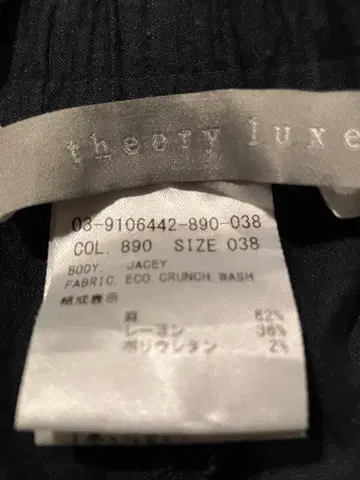 theory luxe
03-9106442-890-038
COL. 890 SIZE 038
BODY. JACEY
FABRIC. ECO CRUNCH WASH
組成表示
麻 62%
レーヨン 36%
ポリウレタン 2%